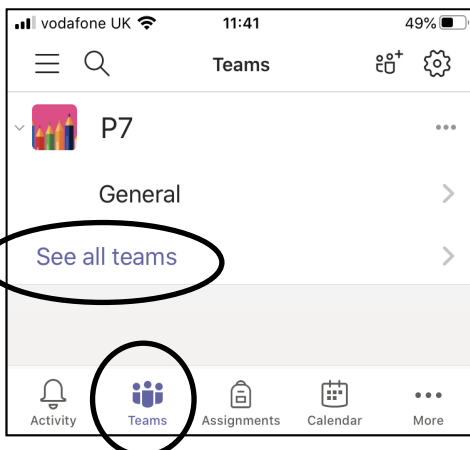 vodafone UK 11:41 49%
Teams
P7
General
See all teams
Activity Teams Assignments Calendar More